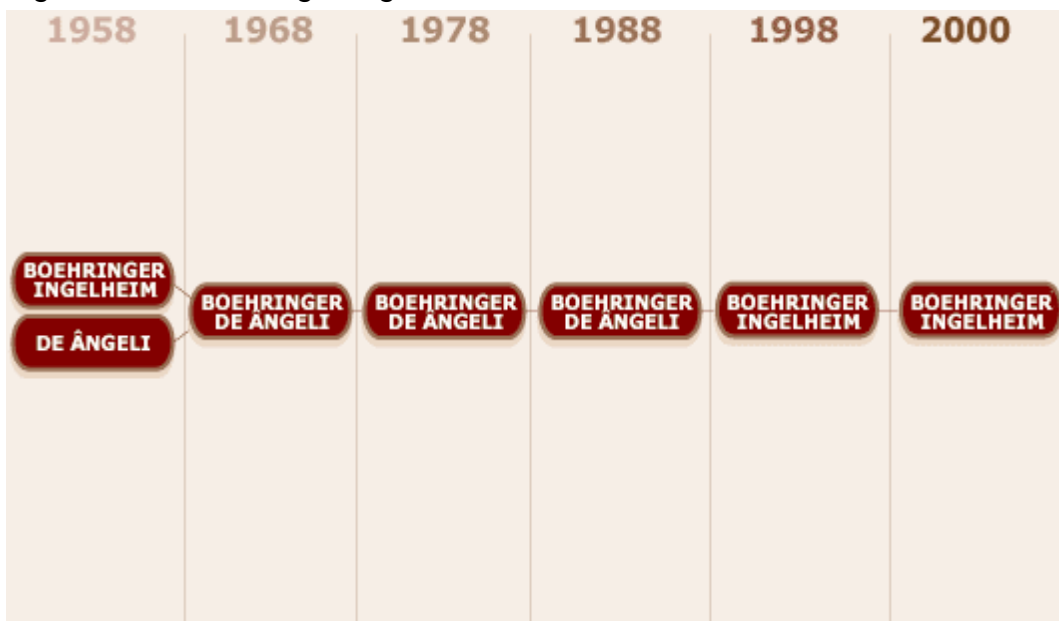 1958 1968 1978 1988 1998 2000
BOEHRINGER
INGELHEIM
DE ÂNGELI
BOEHRINGER
DE ÂNGELI
BOEHRINGER
DE ÂNGELI
BOEHRINGER
DE ÂNGELI
BOEHRINGER
INGELHEIM
BOEHRINGER
INGELHEIM